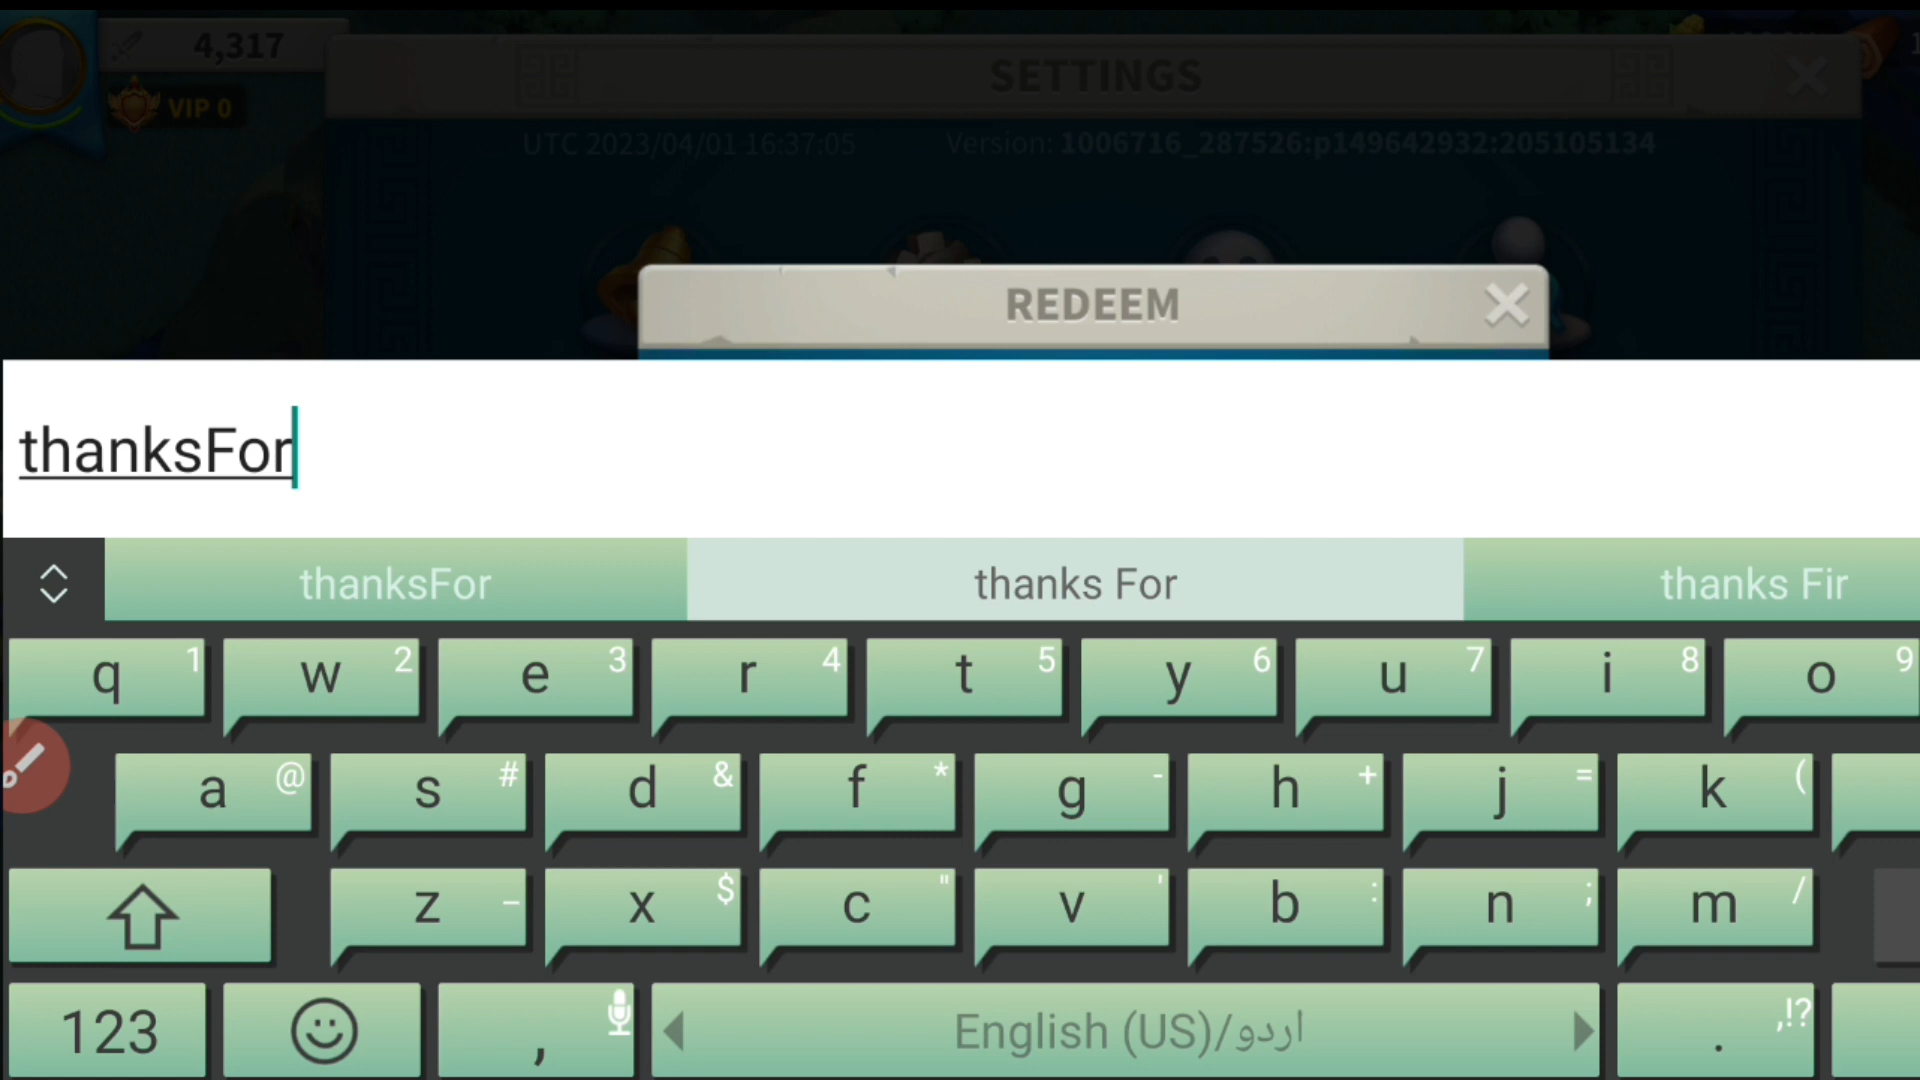 4,317
VIP 0
SETTINGS
UTC 2023/04/01 16:37:05 Version: 1006716_287526:p149642932:205105134
REDEEM
thanksFor
thanksFor thanks For thanks Fir
q 1 w 2 e 3 r 4 t 5 y 6 u 7 i 8 o 9
a @ s # d & f * g - h + j = k (
z _ x $ c " v ' b : n ; m /
123 , English (US)/اردو . ,!?